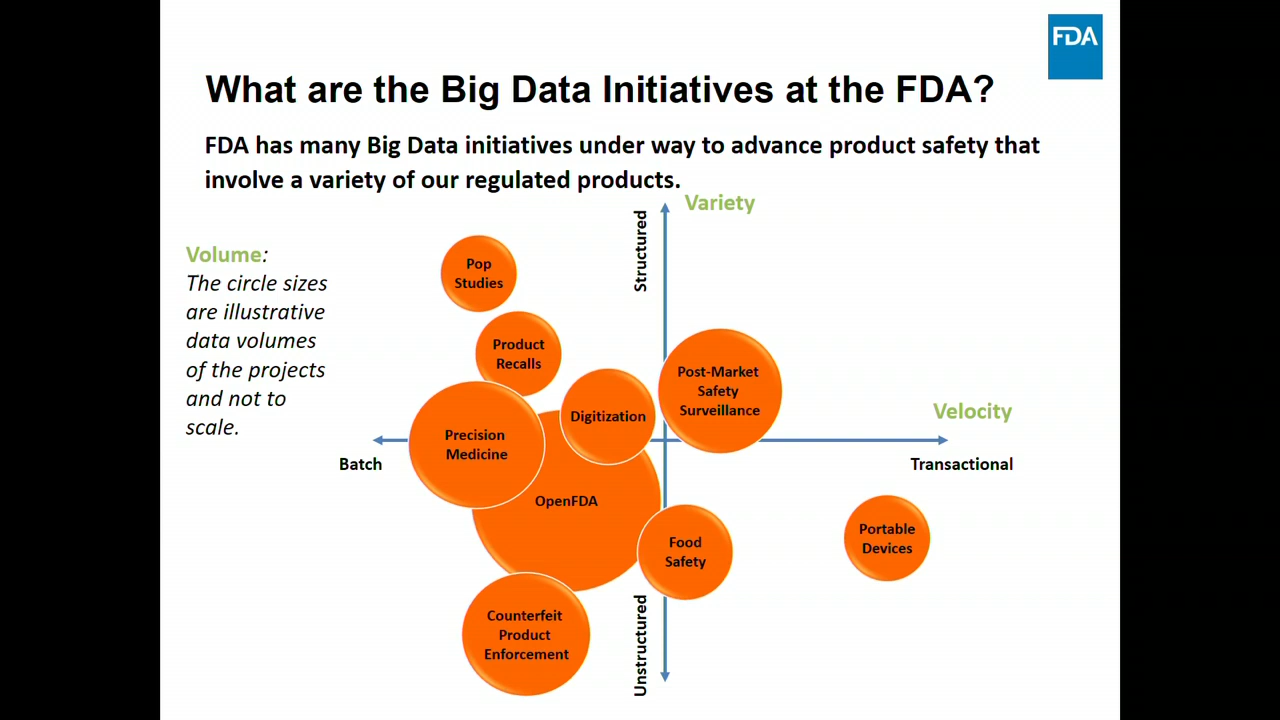 FDA
What are the Big Data Initiatives at the FDA?
FDA has many Big Data initiatives under way to advance product safety that
involve a variety of our regulated products.
Variety
Structured
Volume:
The circle sizes
are illustrative
data volumes
of the projects
and not to
scale.
Pop
Studies
Product
Recalls
Digitization
Post-Market
Safety
Surveillance
Velocity
Precision
Medicine
Batch
Transactional
OpenFDA
Food
Safety
Portable
Devices
Counterfeit
Product
Enforcement
Unstructured